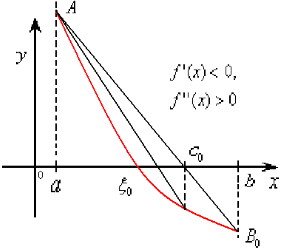 A
y
f'(x) < 0,
f''(x) > 0
c₀
0 a ξ₀ b x
B₀